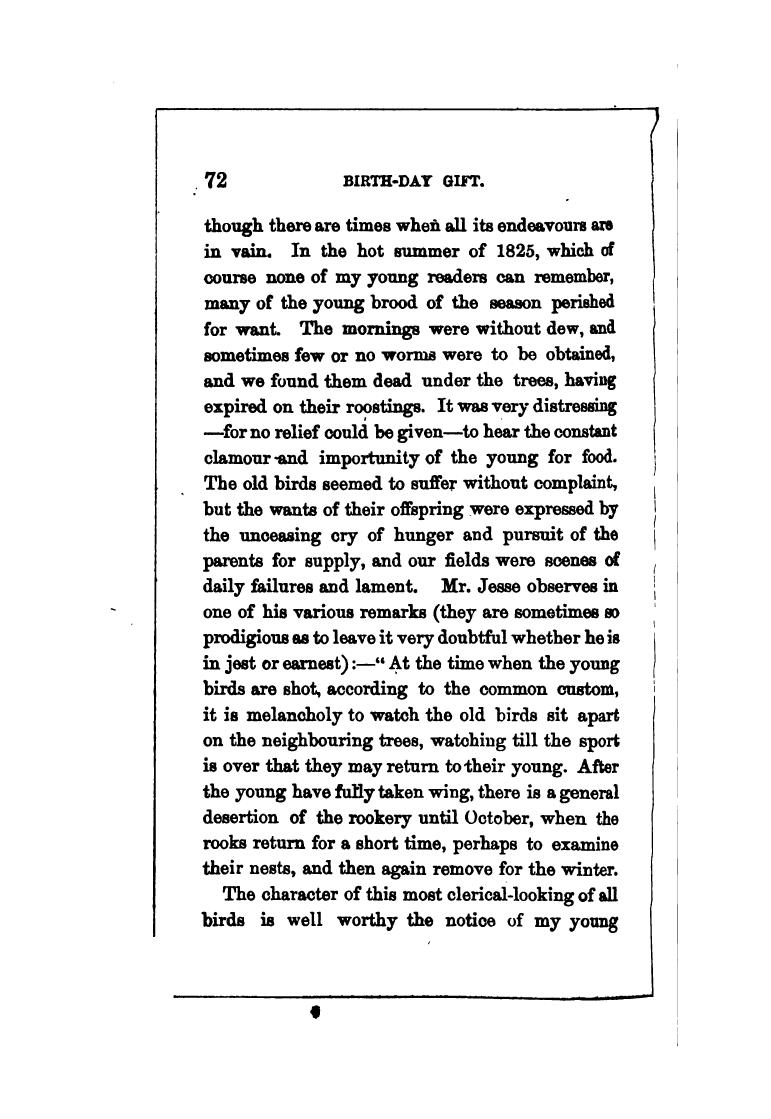 72 BIRTH-DAY GIFT.
though there are times when all its endeavours are
in vain. In the hot summer of 1825, which of
course none of my young readers can remember,
many of the young brood of the season perished
for want. The mornings were without dew, and
sometimes few or no worms were to be obtained,
and we found them dead under the trees, having
expired on their roostings. It was very distressing
—for no relief could be given—to hear the constant
clamour and importunity of the young for food.
The old birds seemed to suffer without complaint,
but the wants of their offspring were expressed by
the unceasing cry of hunger and pursuit of the
parents for supply, and our fields were scenes of
daily failures and lament. Mr. Jesse observes in
one of his various remarks (they are sometimes so
prodigious as to leave it very doubtful whether he is
in jest or earnest):—“At the time when the young
birds are shot, according to the common custom,
it is melancholy to watch the old birds sit apart
on the neighbouring trees, watching till the sport
is over that they may return to their young. After
the young have fully taken wing, there is a general
desertion of the rookery until October, when the
rooks return for a short time, perhaps to examine
their nests, and then again remove for the winter.
The character of this most clerical-looking of all
birds is well worthy the notice of my young